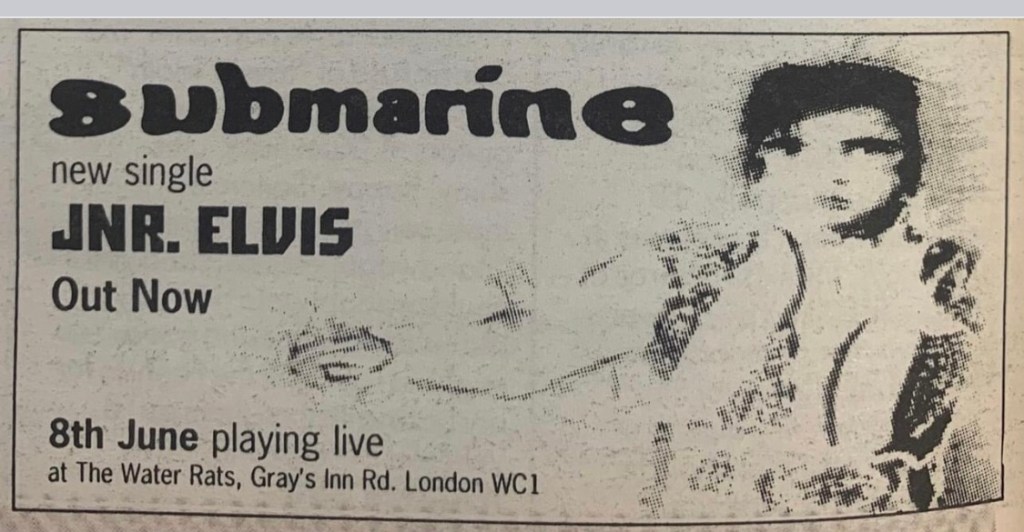 submarine
new single
JNR. ELVIS
Out Now
8th June playing live
at The Water Rats, Gray's Inn Rd. London WC1